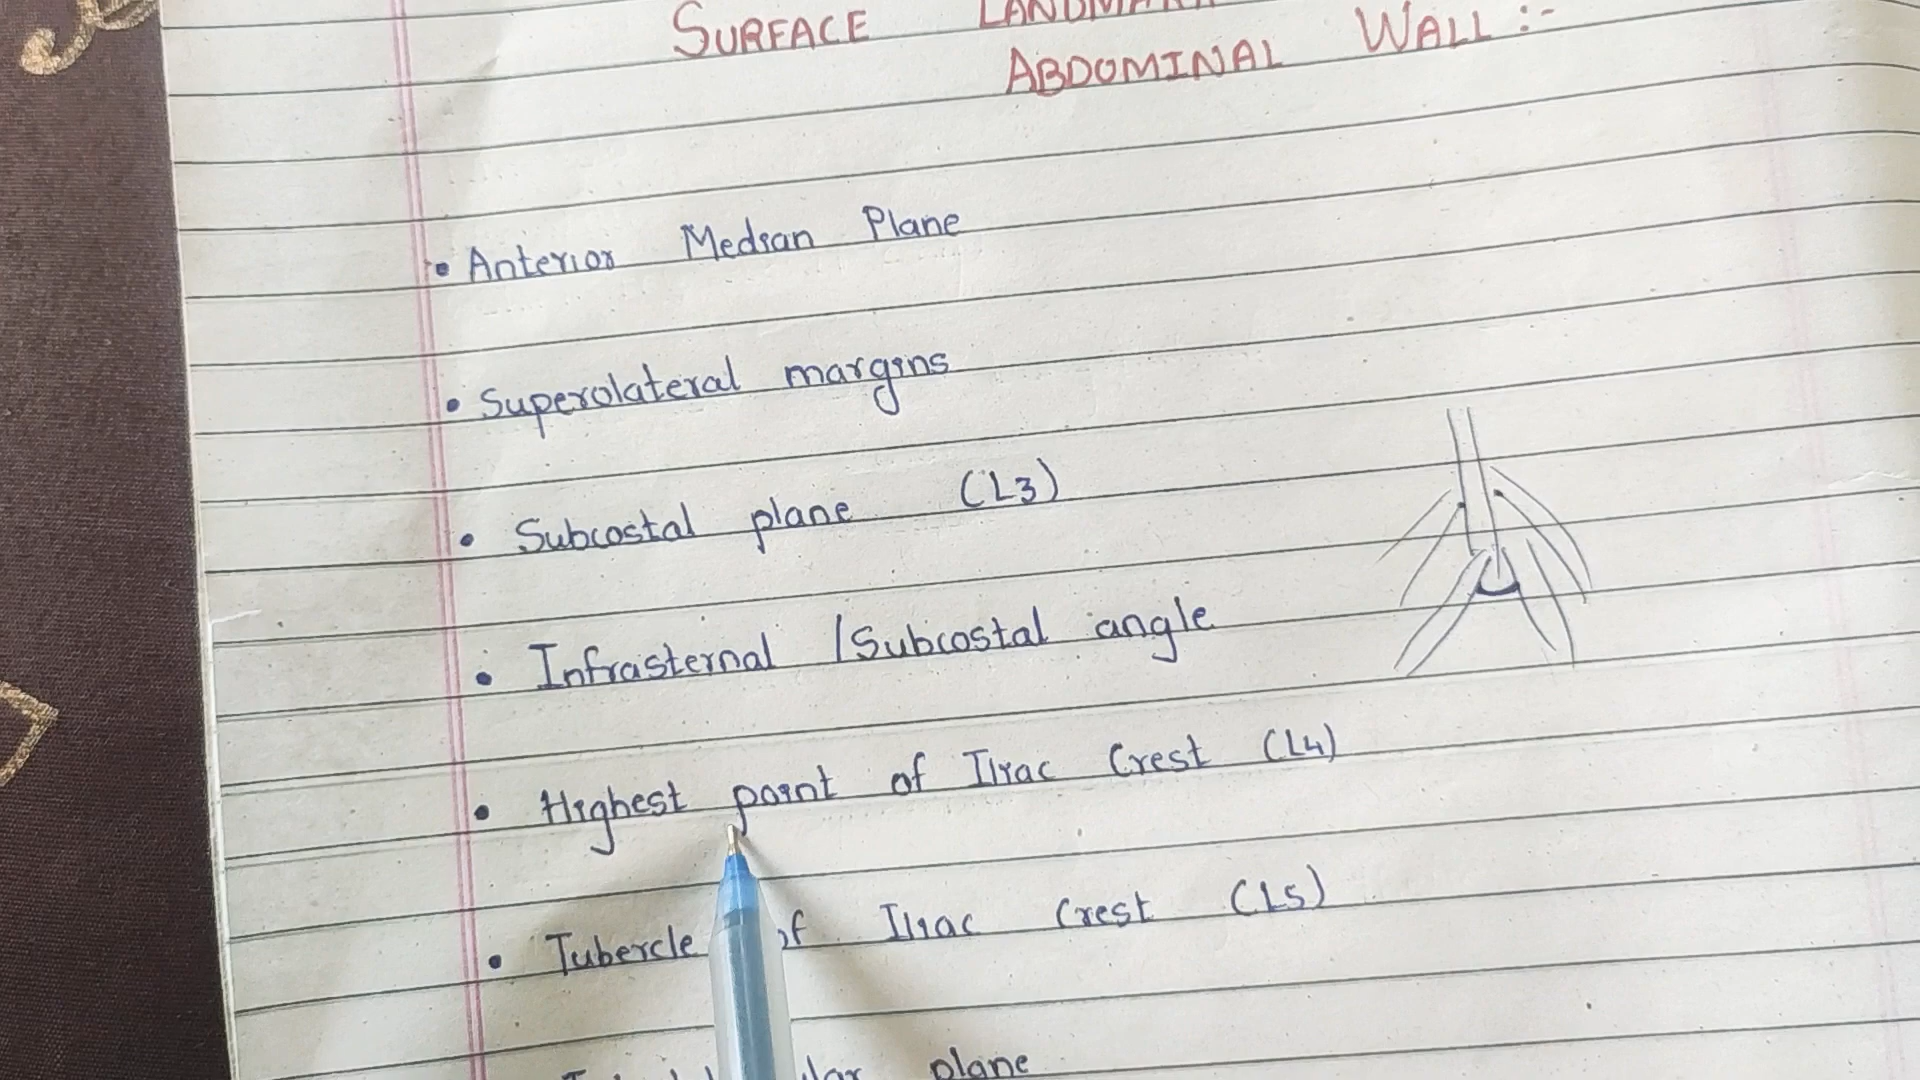 SURFACE
ABDOMINAL WALL :-
• Anterior Median Plane
• Superolateral margins
• Subcostal plane (L3)
• Infrasternal / Subcostal angle
• Highest point of Iliac Crest (L4)
• Tubercle of Iliac Crest (L5)
plane